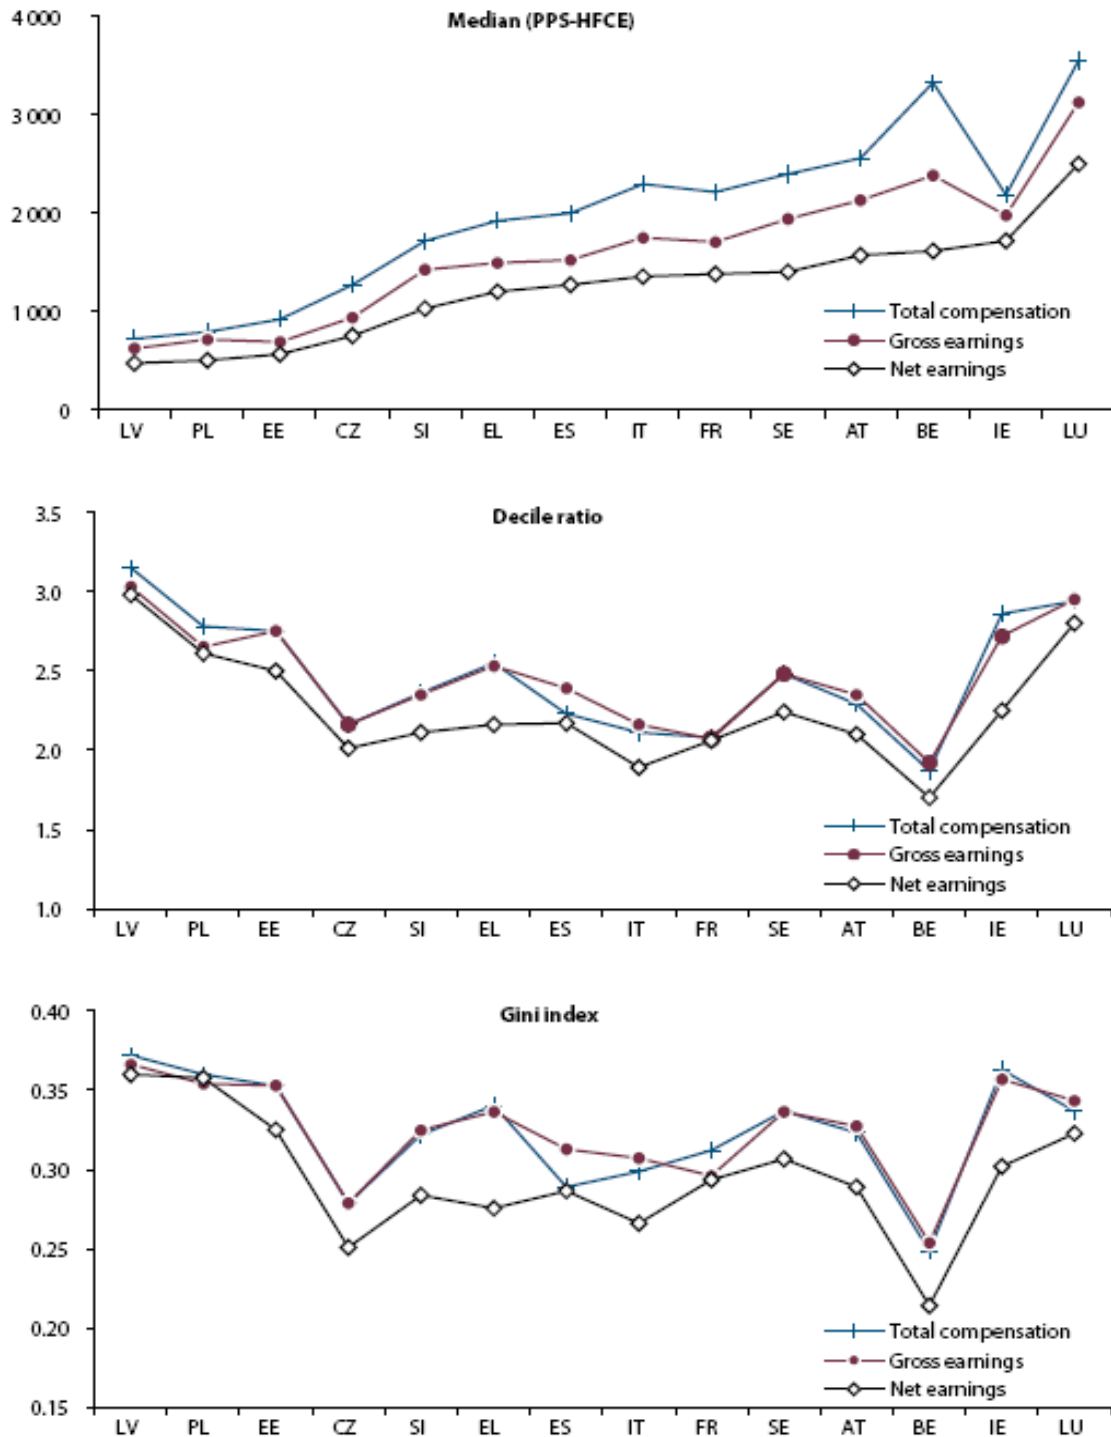 Median (PPS-HFCE)
4 000
3 000
2 000
1 000
0
Total compensation
Gross earnings
Net earnings
LV PL EE CZ SI EL ES IT FR SE AT BE IE LU
Decile ratio
3.5
3.0
2.5
2.0
1.5
1.0
Total compensation
Gross earnings
Net earnings
LV PL EE CZ SI EL ES IT FR SE AT BE IE LU
Gini index
0.40
0.35
0.30
0.25
0.20
0.15
Total compensation
Gross earnings
Net earnings
LV PL EE CZ SI EL ES IT FR SE AT BE IE LU